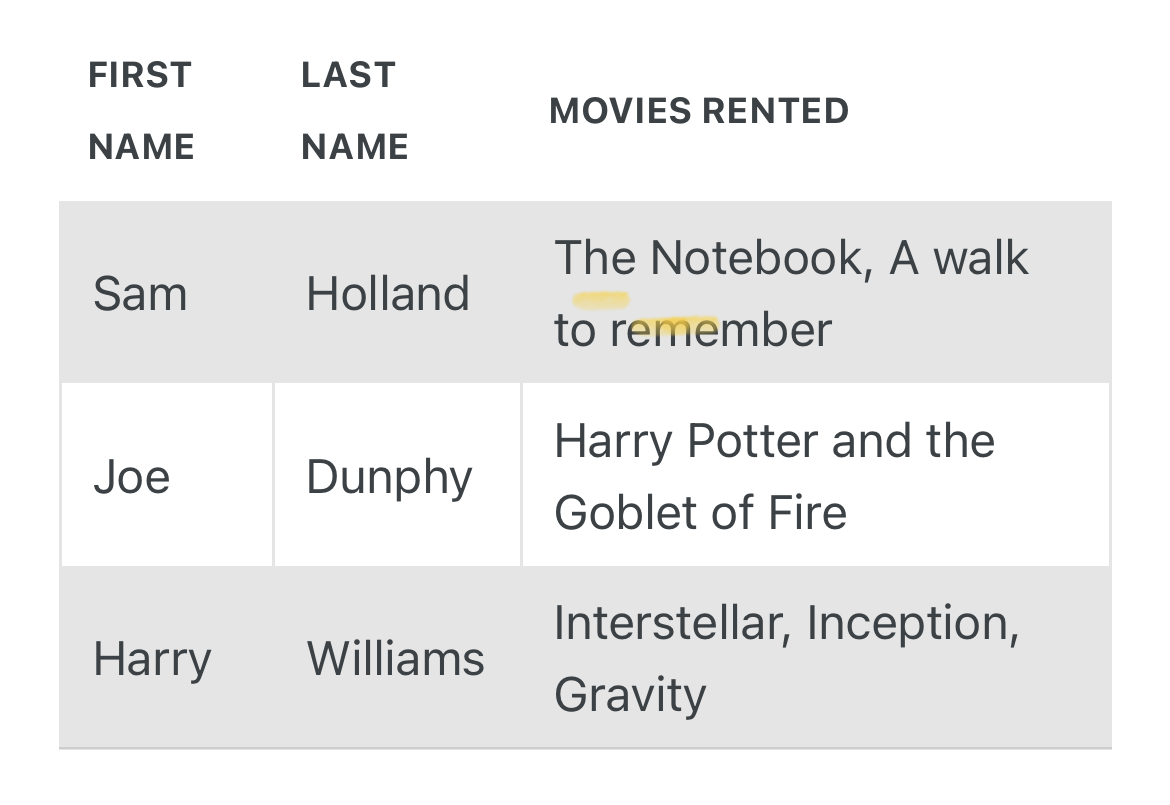 FIRST NAME LAST NAME MOVIES RENTED
Sam Holland The Notebook, A walk
to remember
Joe Dunphy Harry Potter and the
Goblet of Fire
Harry Williams Interstellar, Inception,
Gravity